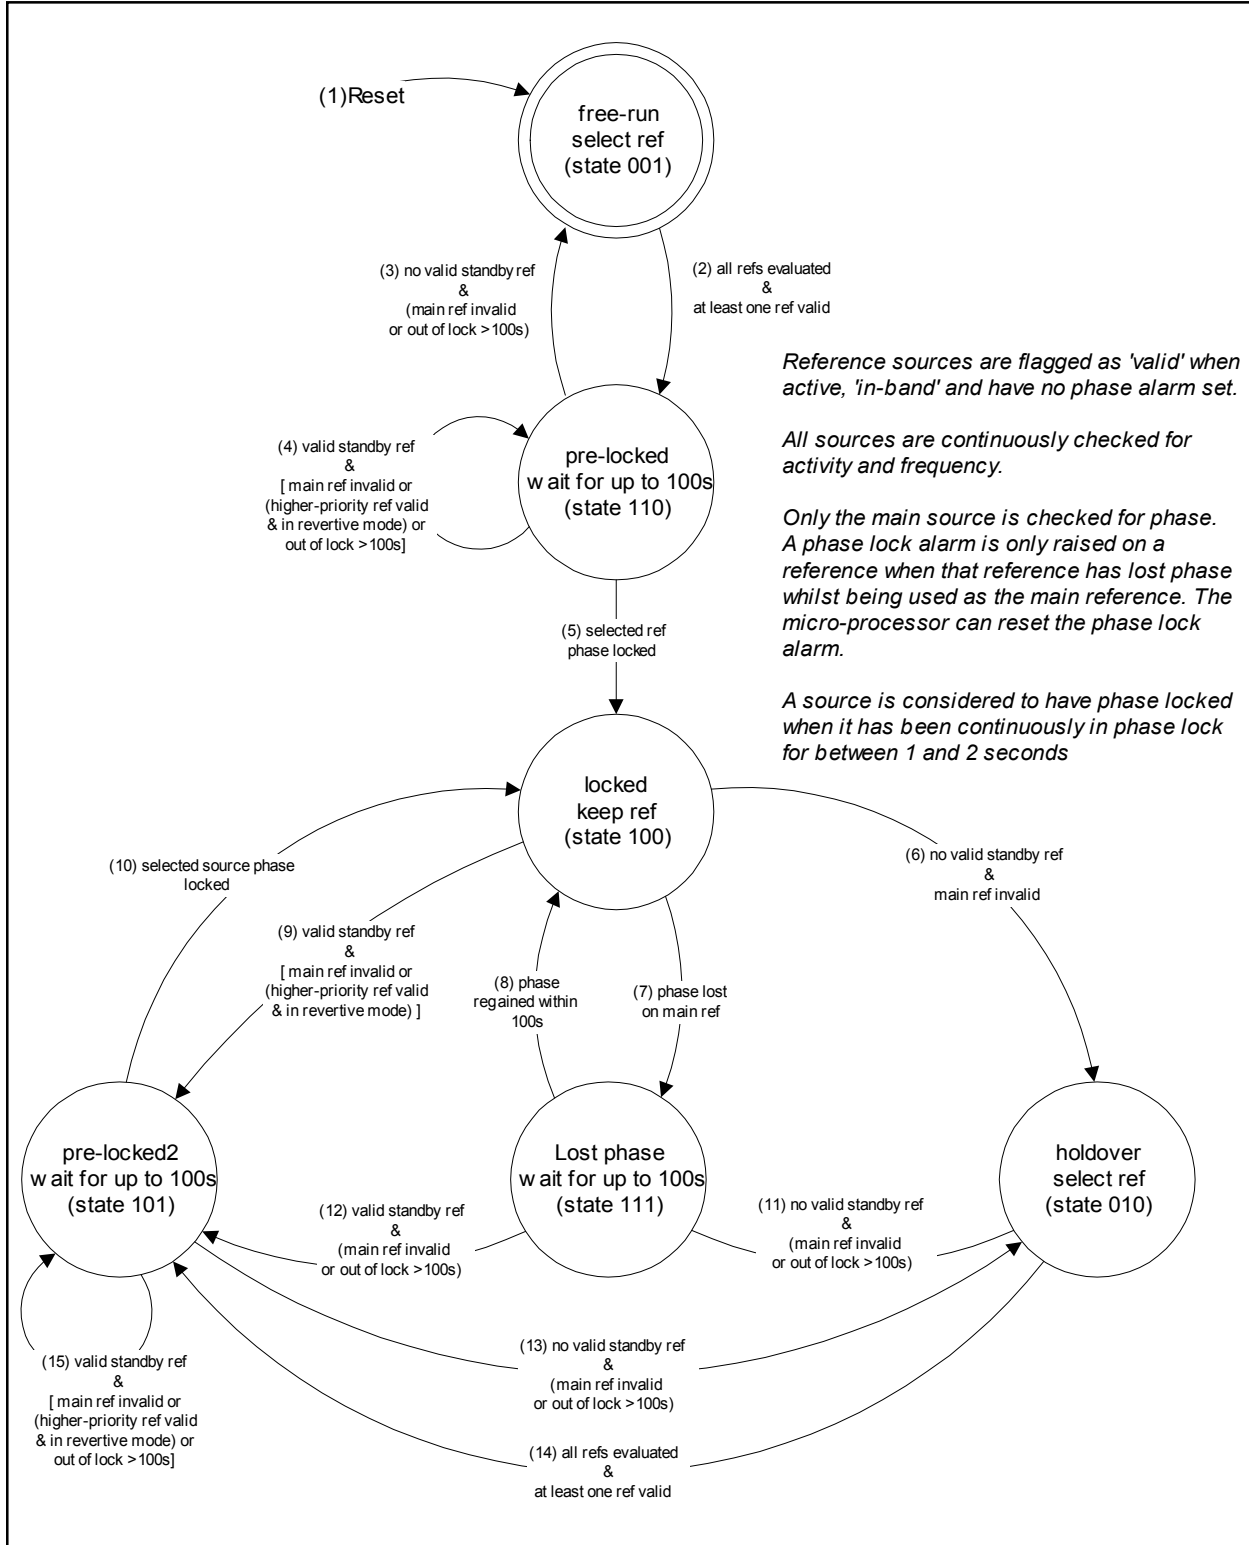 (1)Reset
free-run
select ref
(state 001)
(3) no valid standby ref
&
(main ref invalid
or out of lock >100s)
(2) all refs evaluated
&
at least one ref valid
Reference sources are flagged as 'valid' when
active, 'in-band' and have no phase alarm set.
All sources are continuously checked for
activity and frequency.
Only the main source is checked for phase.
A phase lock alarm is only raised on a
reference when that reference has lost phase
whilst being used as the main reference. The
micro-processor can reset the phase lock
alarm.
A source is considered to have phase locked
when it has been continuously in phase lock
for between 1 and 2 seconds
(4) valid standby ref
&
[ main ref invalid or
(higher-priority ref valid
& in revertive mode) or
out of lock >100s]
pre-locked
wait for up to 100s
(state 110)
(5) selected ref
phase locked
locked
keep ref
(state 100)
(10) selected source phase
locked
(6) no valid standby ref
&
main ref invalid
(9) valid standby ref
&
[ main ref invalid or
(higher-priority ref valid
& in revertive mode) ]
(8) phase
regained within
100s
(7) phase lost
on main ref
pre-locked2
wait for up to 100s
(state 101)
Lost phase
wait for up to 100s
(state 111)
holdover
select ref
(state 010)
(12) valid standby ref
&
(main ref invalid
or out of lock >100s)
(11) no valid standby ref
&
(main ref invalid
or out of lock >100s)
(15) valid standby ref
&
[ main ref invalid or
(higher-priority ref valid
& in revertive mode) or
out of lock >100s]
(13) no valid standby ref
&
(main ref invalid
or out of lock >100s)
(14) all refs evaluated
&
at least one ref valid